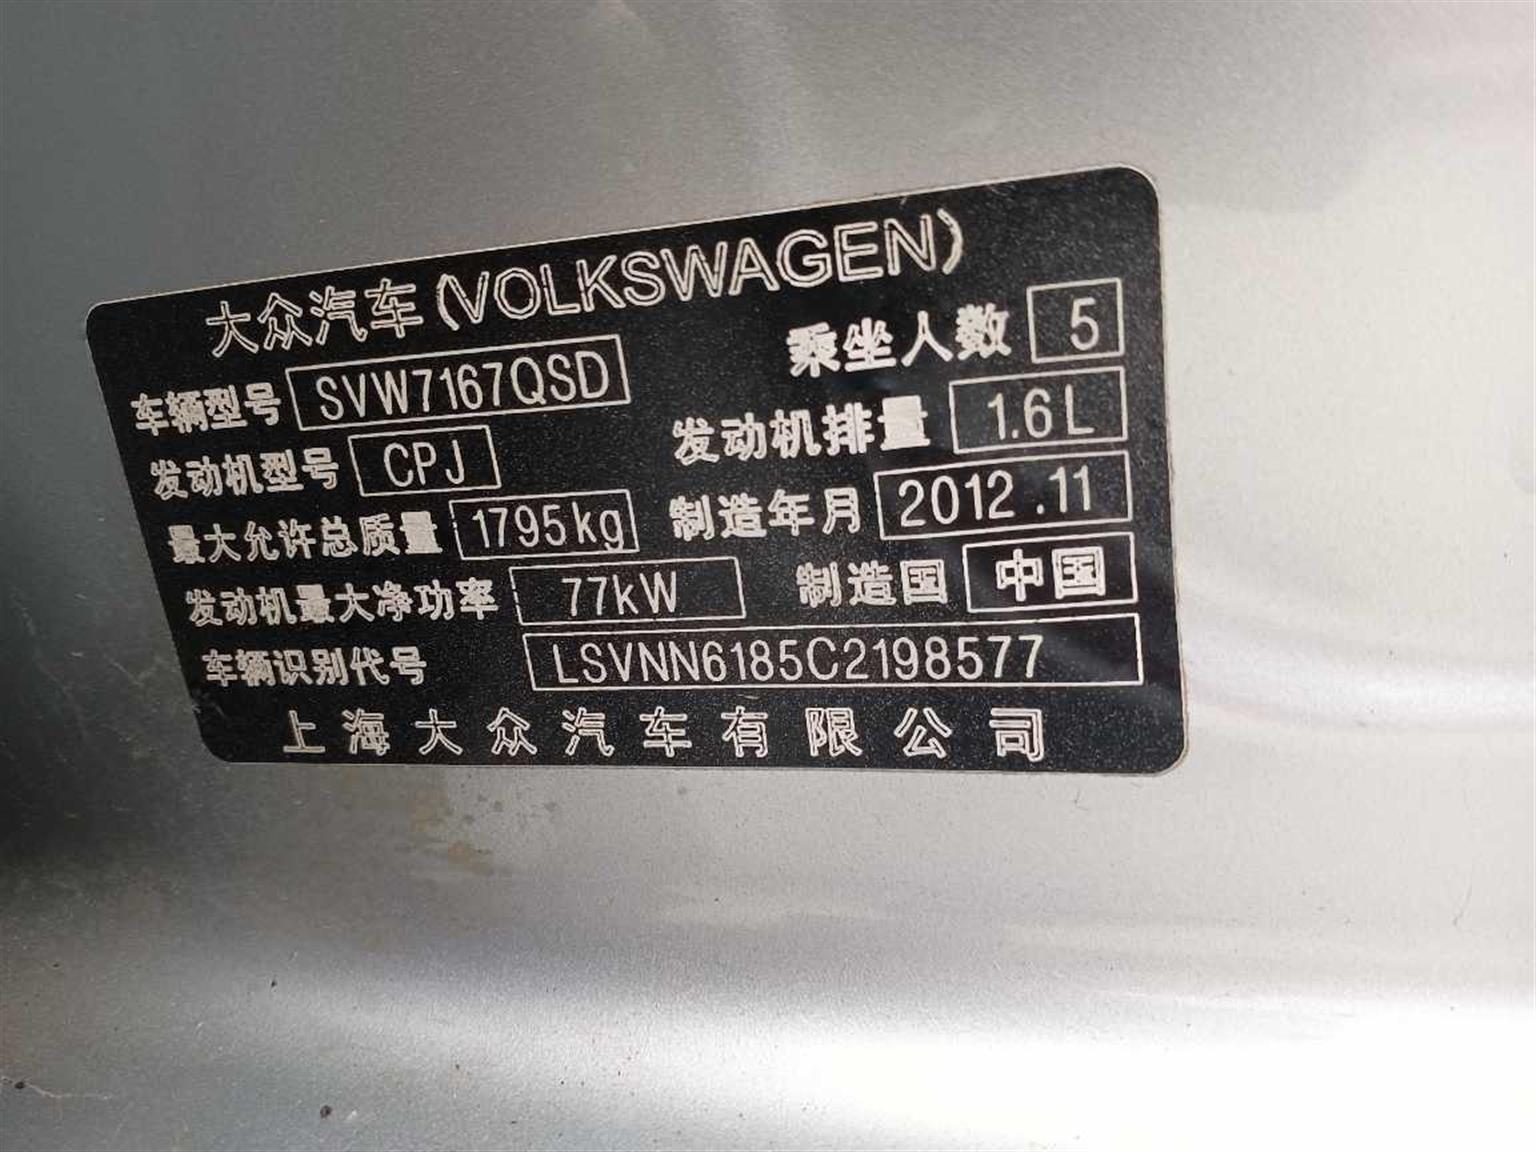 大众汽车(VOLKSWAGEN)
车辆型号 SVW7167QSD 乘坐人数 5
发动机型号 CPJ 发动机排量 1.6L
最大允许总质量 1795kg 制造年月 2012.11
发动机最大净功率 77kW 制造国 中国
车辆识别代号 LSVNN6185C2198577
上海大众汽车有限公司